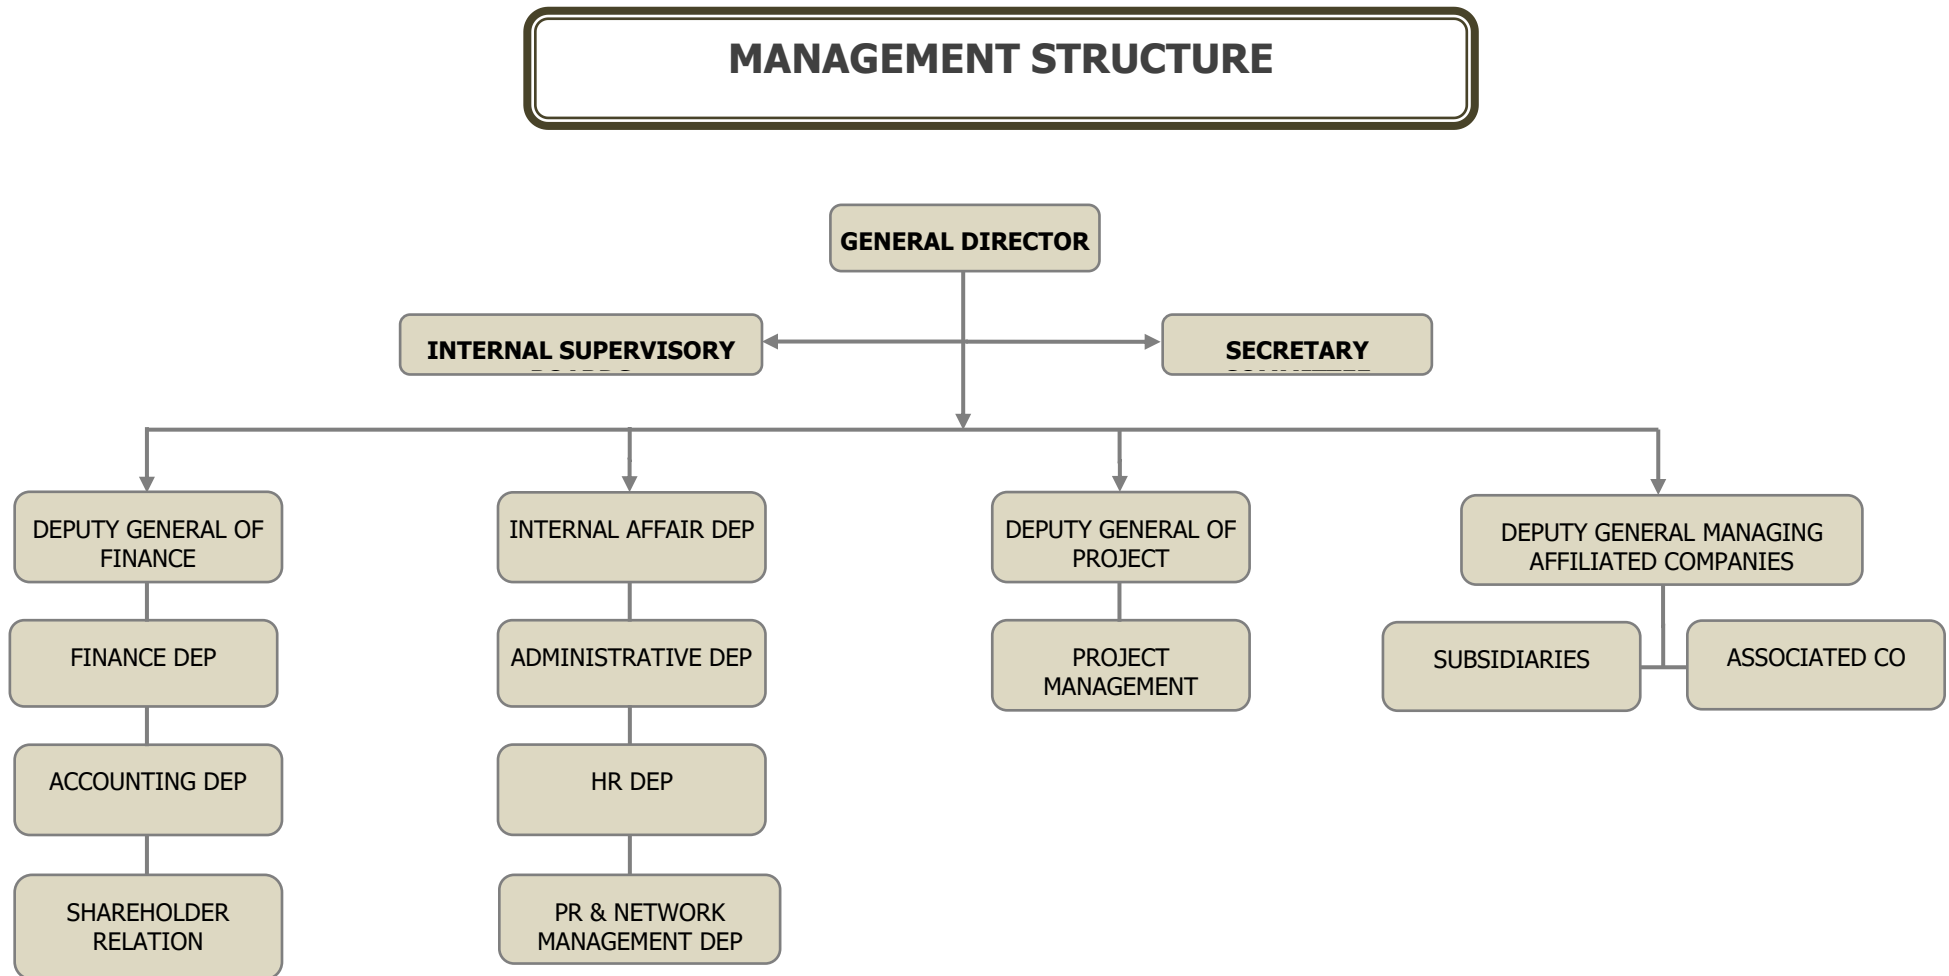 MANAGEMENT STRUCTURE
GENERAL DIRECTOR
INTERNAL SUPERVISORY
SECRETARY
DEPUTY GENERAL OF
FINANCE
INTERNAL AFFAIR DEP
DEPUTY GENERAL OF
PROJECT
DEPUTY GENERAL MANAGING
AFFILIATED COMPANIES
FINANCE DEP
ADMINISTRATIVE DEP
PROJECT
MANAGEMENT
SUBSIDIARIES
ASSOCIATED CO
ACCOUNTING DEP
HR DEP
SHAREHOLDER
RELATION
PR & NETWORK
MANAGEMENT DEP